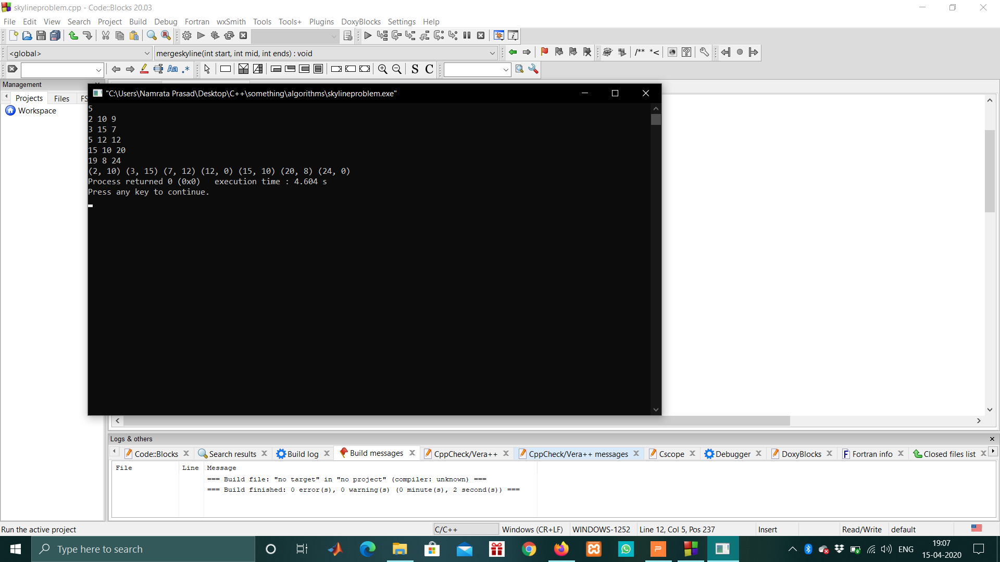 skylineproblem.cpp - Code::Blocks 20.03
File Edit View Search Project Build Debug Fortran wxSmith Tools Tools+ Plugins DoxyBlocks Settings Help
<global> mergeskyline(int start, int mid, int ends) : void
/** *<
Aa .* S C
Management
Projects Files FS
Workspace
"C:\Users\Namrata Prasad\Desktop\C++\something\algorithms\skylineproblem.exe"
5
2 10 9
3 15 7
5 12 12
15 10 20
19 8 24
(2, 10) (3, 15) (7, 12) (12, 0) (15, 10) (20, 8) (24, 0)
Process returned 0 (0x0)   execution time : 4.604 s
Press any key to continue.
Logs & others
Code::Blocks Search results Build log Build messages CppCheck/Vera++ CppCheck/Vera++ messages Cscope Debugger DoxyBlocks Fortran info Closed files list
File Line Message
=== Build file: "no target" in "no project" (compiler: unknown) ===
=== Build finished: 0 error(s), 0 warning(s) (0 minute(s), 2 second(s)) ===
Run the active project C/C++ Windows (CR+LF) WINDOWS-1252 Line 12, Col 5, Pos 237 Insert Read/Write default
Type here to search ENG 19:07
15-04-2020